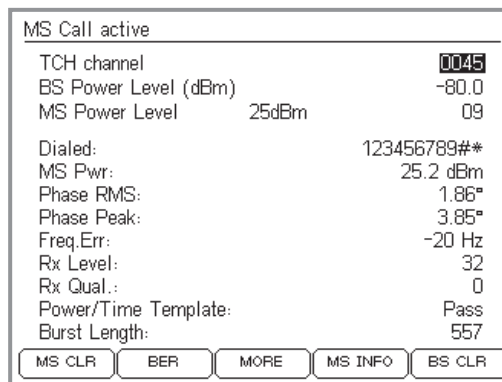 MS Call active
TCH channel 0045
BS Power Level (dBm) -80.0
MS Power Level 25dBm 09
Dialed: 123456789#*
MS Pwr: 25.2 dBm
Phase RMS: 1.86°
Phase Peak: 3.85°
Freq.Err: -20 Hz
Rx Level: 32
Rx Qual.: 0
Power/Time Template: Pass
Burst Length: 557
MS CLR BER MORE MS INFO BS CLR